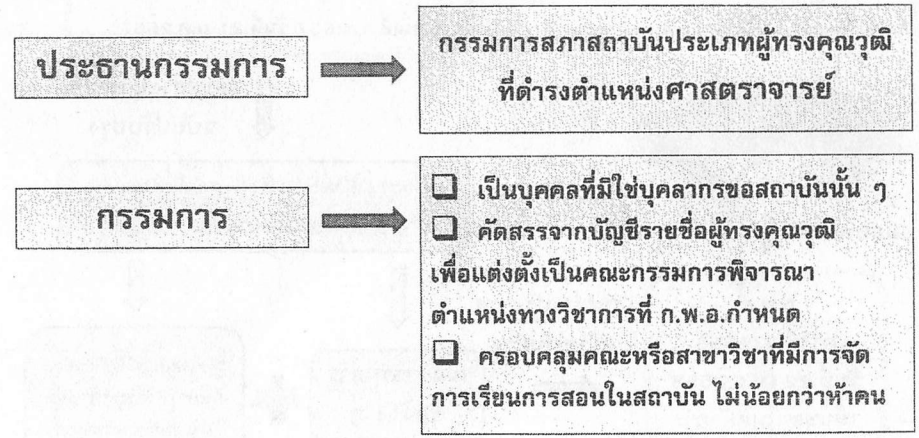 ประธานกรรมการ
กรรมการสภาสถาบันประเภทผู้ทรงคุณวุฒิ
ที่ดำรงตำแหน่งศาสตราจารย์
กรรมการ
❑ เป็นบุคคลที่มิใช่บุคลากรขอสถาบันนั้น ๆ
❑ คัดสรรจากบัญชีรายชื่อผู้ทรงคุณวุฒิ
เพื่อแต่งตั้งเป็นคณะกรรมการพิจารณา
ตำแหน่งทางวิชาการที่ ก.พ.อ.กำหนด
❑ ครอบคลุมคณะหรือสาขาวิชาที่มีการจัด
การเรียนการสอนในสถาบัน ไม่น้อยกว่าห้าคน